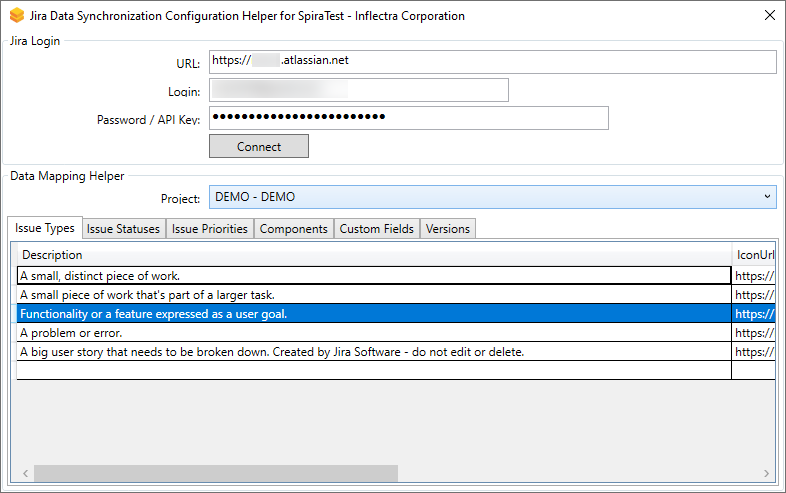 Jira Data Synchronization Configuration Helper for SpiraTest - Inflectra Corporation
Jira Login
URL: https:// .atlassian.net
Login:
Password / API Key: ●●●●●●●●●●●●●●●●●●●●●●●●
Connect
Data Mapping Helper
Project: DEMO - DEMO
Issue Types Issue Statuses Issue Priorities Components Custom Fields Versions
Description IconUrl
A small, distinct piece of work. https://
A small piece of work that's part of a larger task. https://
Functionality or a feature expressed as a user goal. https://
A problem or error. https://
A big user story that needs to be broken down. Created by Jira Software - do not edit or delete. https://